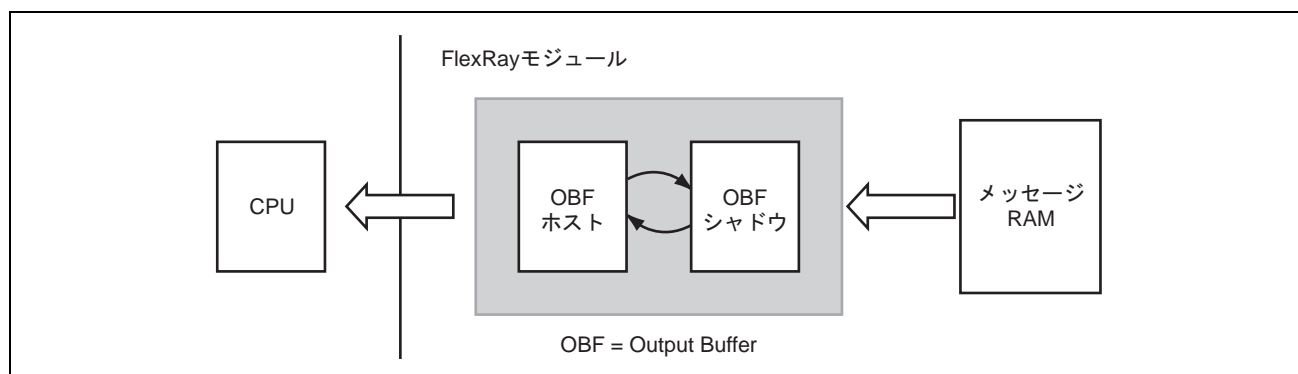 FlexRayモジュール
CPU
OBF
ホスト
OBF
シャドウ
メッセージ
RAM
OBF = Output Buffer